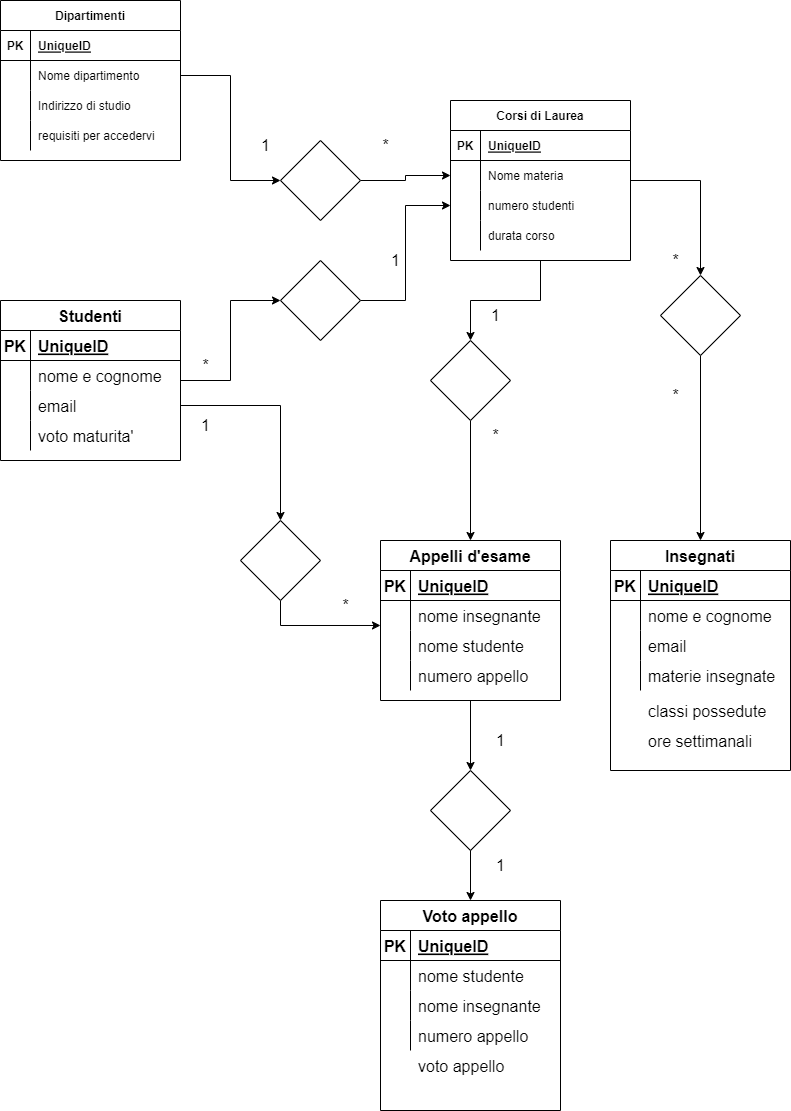 Dipartimenti
PK UniqueID
Nome dipartimento
Indirizzo di studio
requisiti per accedervi
1
*
Corsi di Laurea
PK UniqueID
Nome materia
numero studenti
durata corso
1
*
Studenti
PK UniqueID
nome e cognome
email
voto maturita'
*
1
1
*
*
*
Appelli d'esame
PK UniqueID
nome insegnante
nome studente
numero appello
Insegnati
PK UniqueID
nome e cognome
email
materie insegnate
classi possedute
ore settimanali
1
1
Voto appello
PK UniqueID
nome studente
nome insegnante
numero appello
voto appello